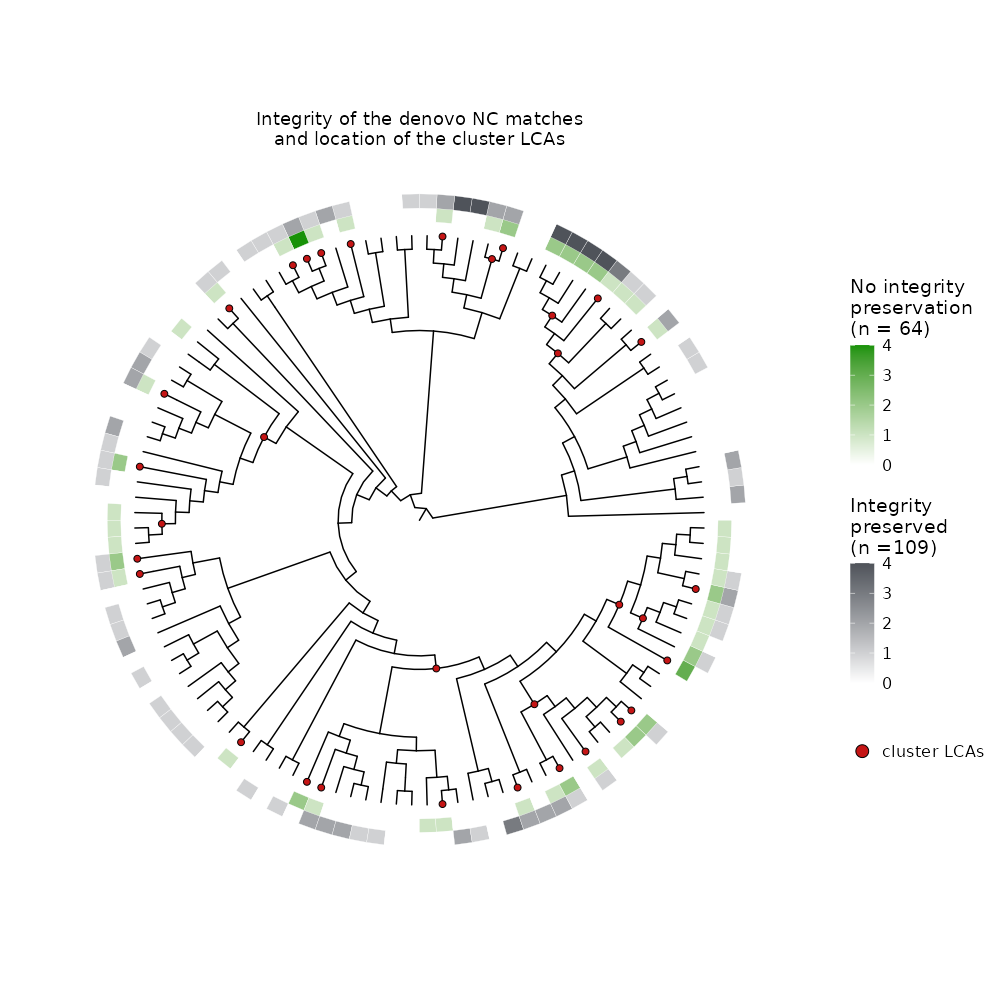 Integrity of the denovo NC matches
and location of the cluster LCAs
No integrity
preservation
(n = 64)
4
3
2
1
0
Integrity
preserved
(n =109)
4
3
2
1
0
cluster LCAs